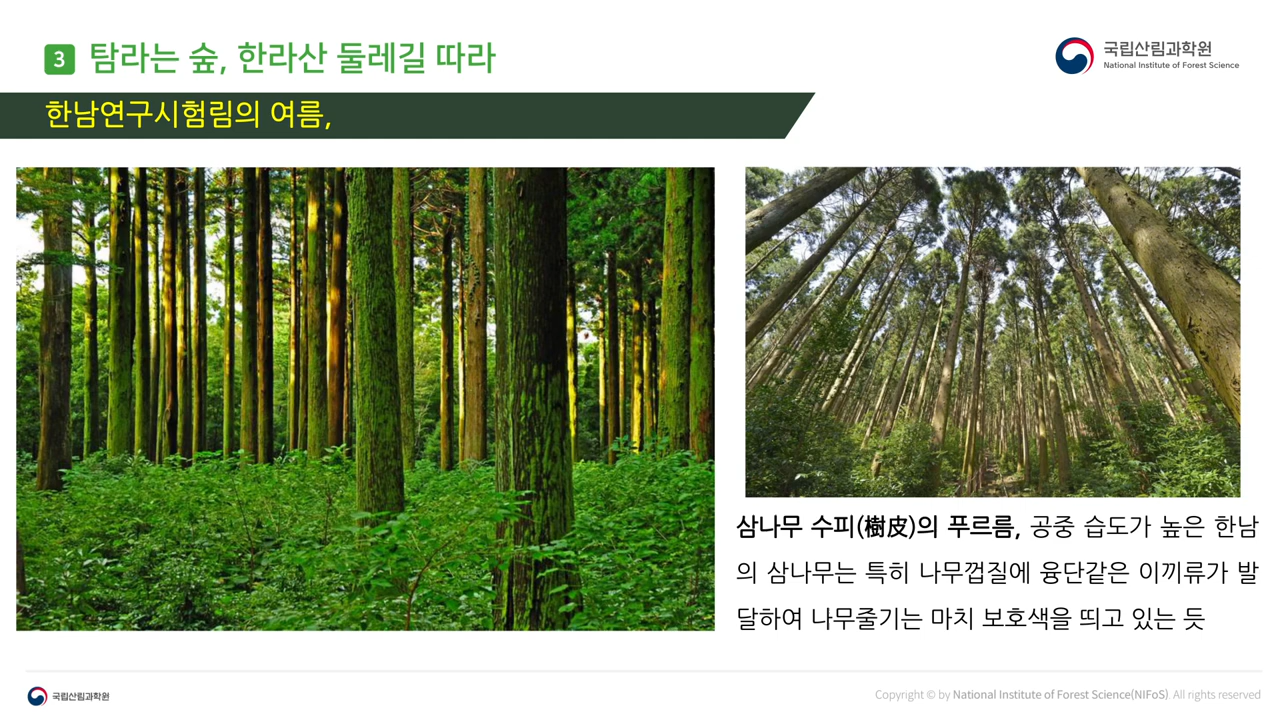 3 탐라는 숲, 한라산 둘레길 따라
국립산림과학원
National Institute of Forest Science
한남연구시험림의 여름,
삼나무 수피(樹皮)의 푸르름, 공중 습도가 높은 한남
의 삼나무는 특히 나무껍질에 융단같은 이끼류가 발
달하여 나무줄기는 마치 보호색을 띄고 있는 듯
국립산림과학원
Copyright © by National Institute of Forest Science(NIFoS). All rights reserved